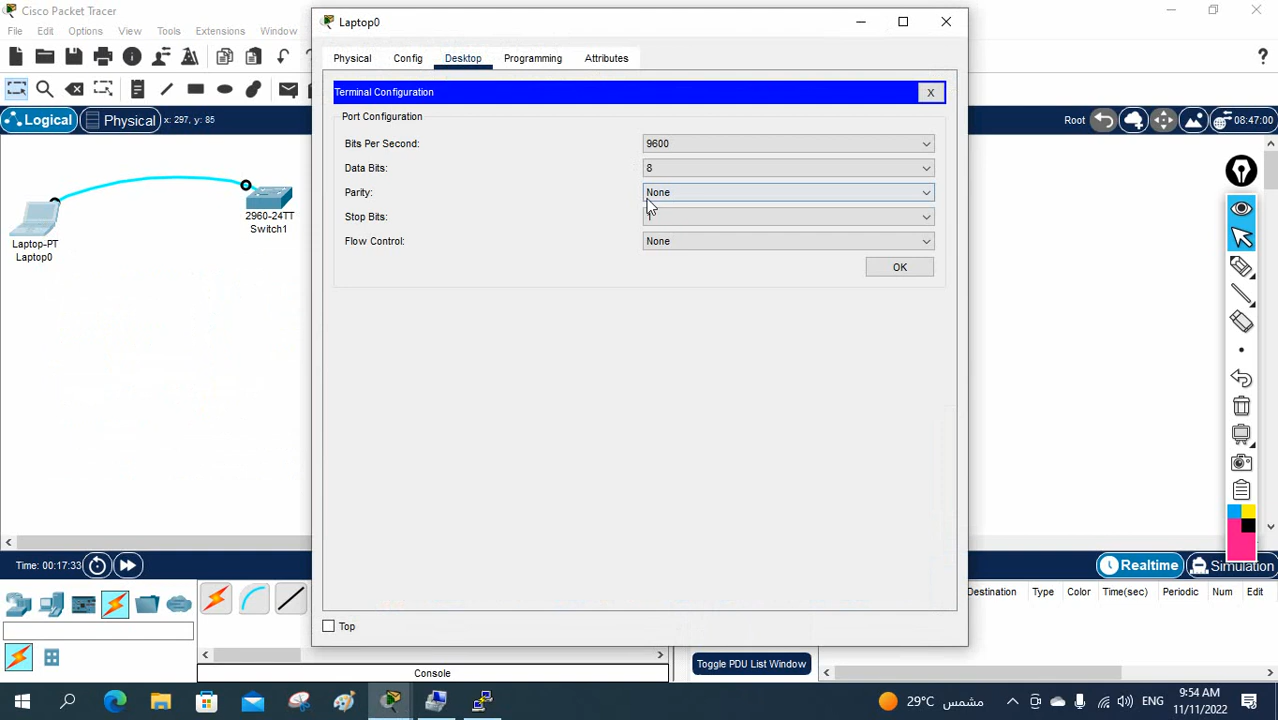 Cisco Packet Tracer
File Edit Options View Tools Extensions Window
Logical
Physical
x: 297, y: 85
Root
08:47:00
Laptop-PT
Laptop0
2960-24TT
Switch1
Laptop0
Physical Config Desktop Programming Attributes
Terminal Configuration
X
Port Configuration
Bits Per Second: 9600
Data Bits: 8
Parity: None
Stop Bits:
Flow Control: None
OK
Top
Time: 00:17:33
Realtime
Simulation
Destination Type Color Time(sec) Periodic Num Edit
Console
Toggle PDU List Window
29°C مشمس
ENG
9:54 AM
11/11/2022